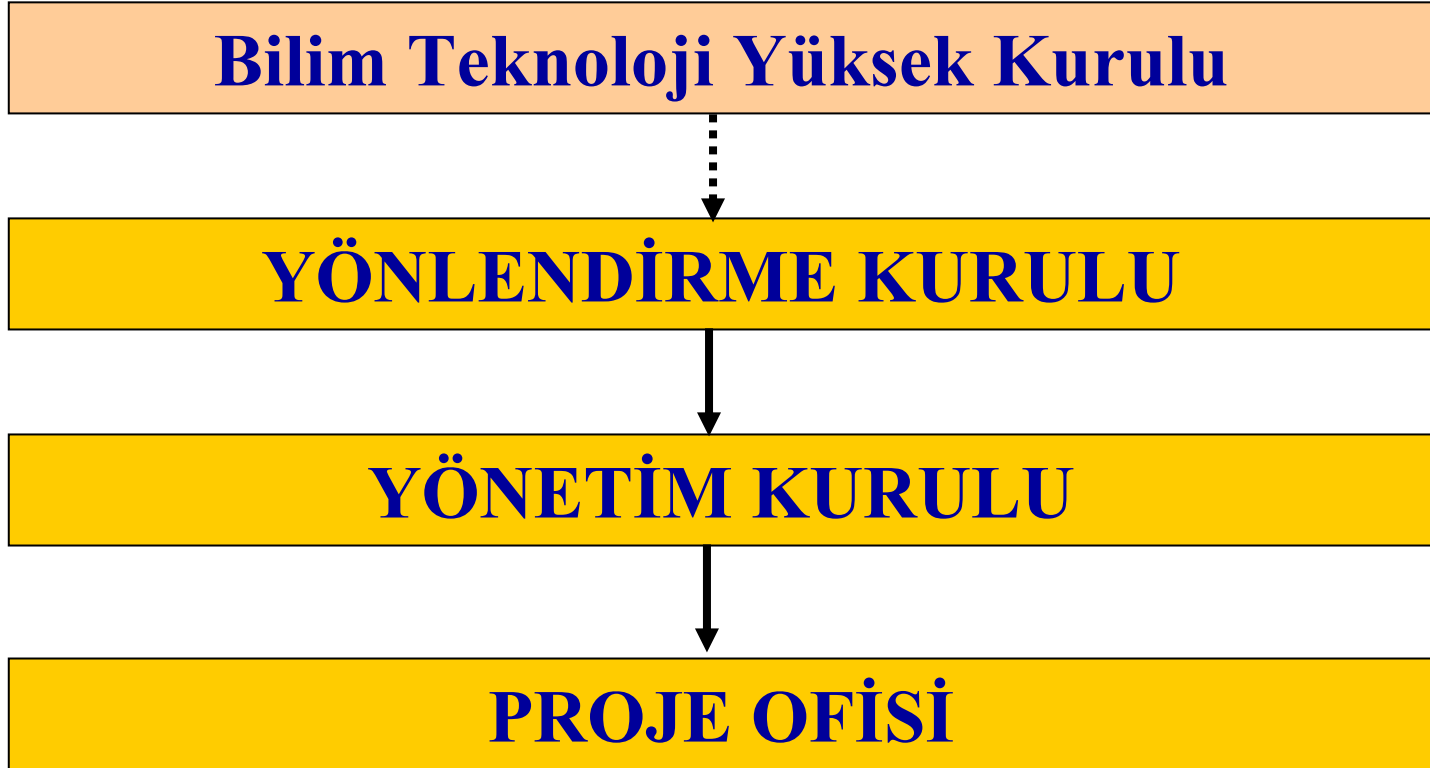 Bilim Teknoloji Yüksek Kurulu
YÖNLENDİRME KURULU
YÖNETİM KURULU
PROJE OFİSİ